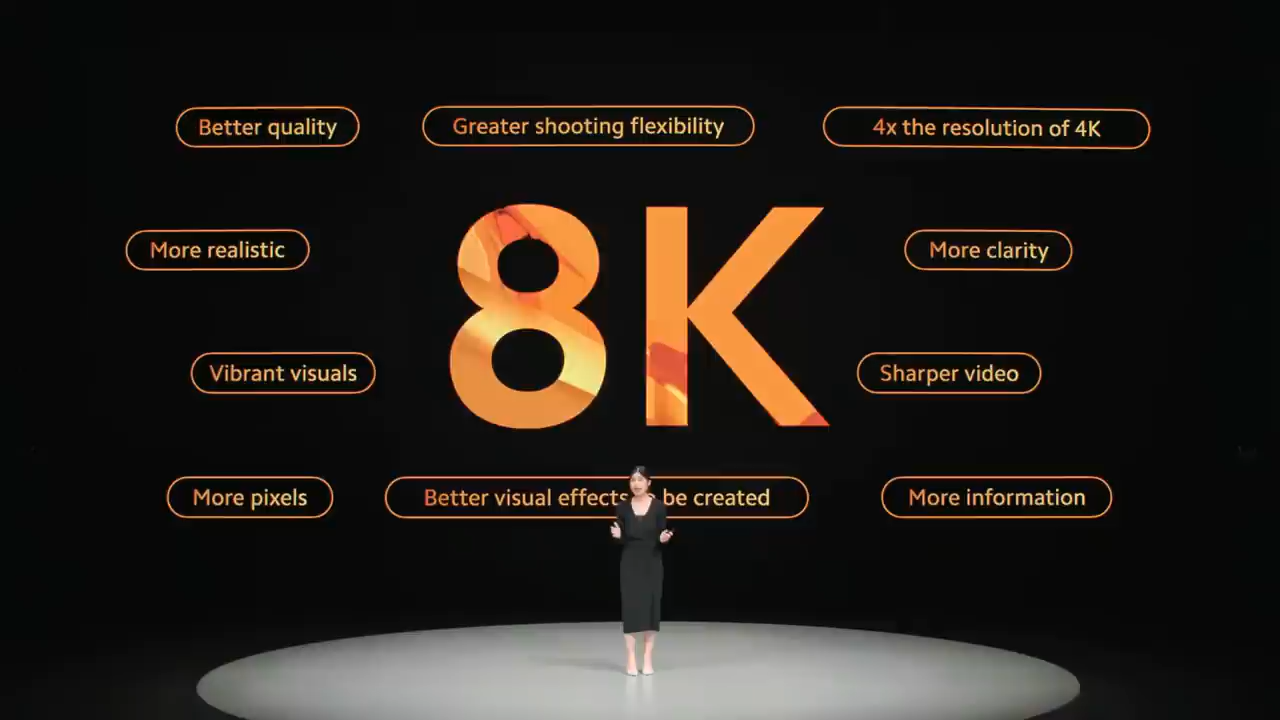 Better quality
Greater shooting flexibility
4x the resolution of 4K
8K
More realistic
More clarity
Vibrant visuals
Sharper video
More pixels
Better visual effects be created
More information